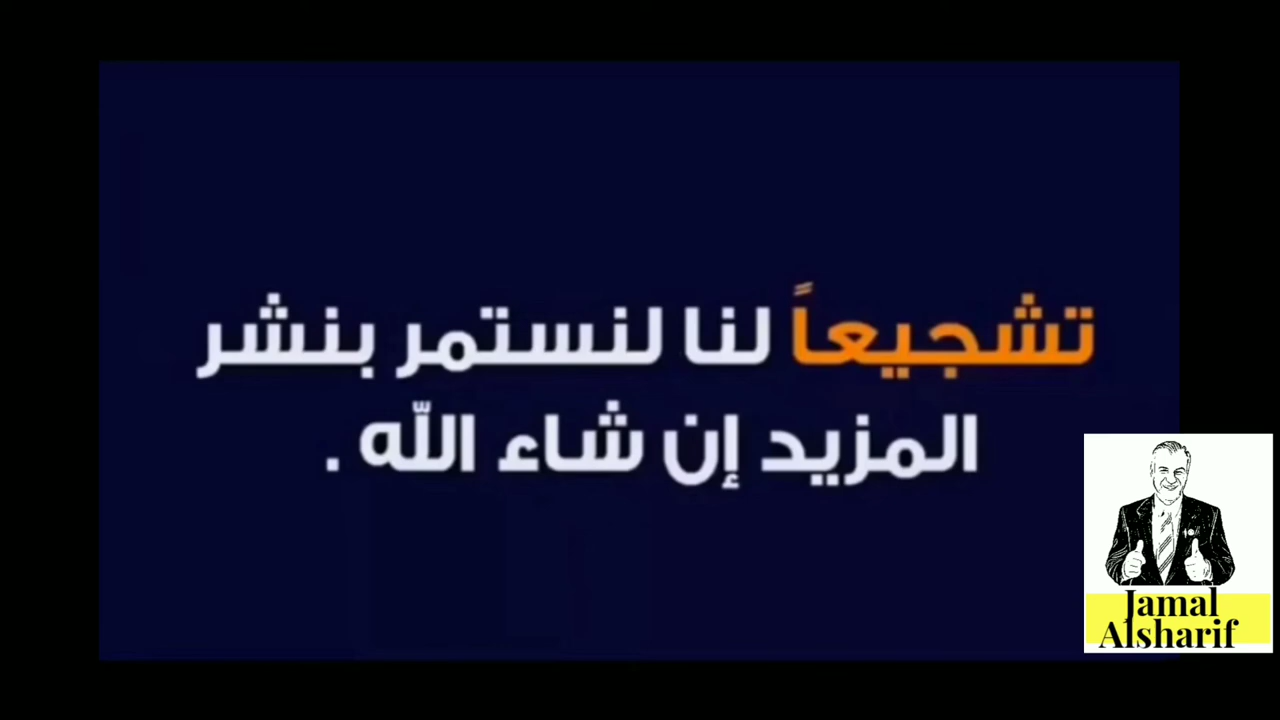 تشجيعاً لنا لنستمر بنشر
المزيد إن شاء الله .
Jamal
Alsharif